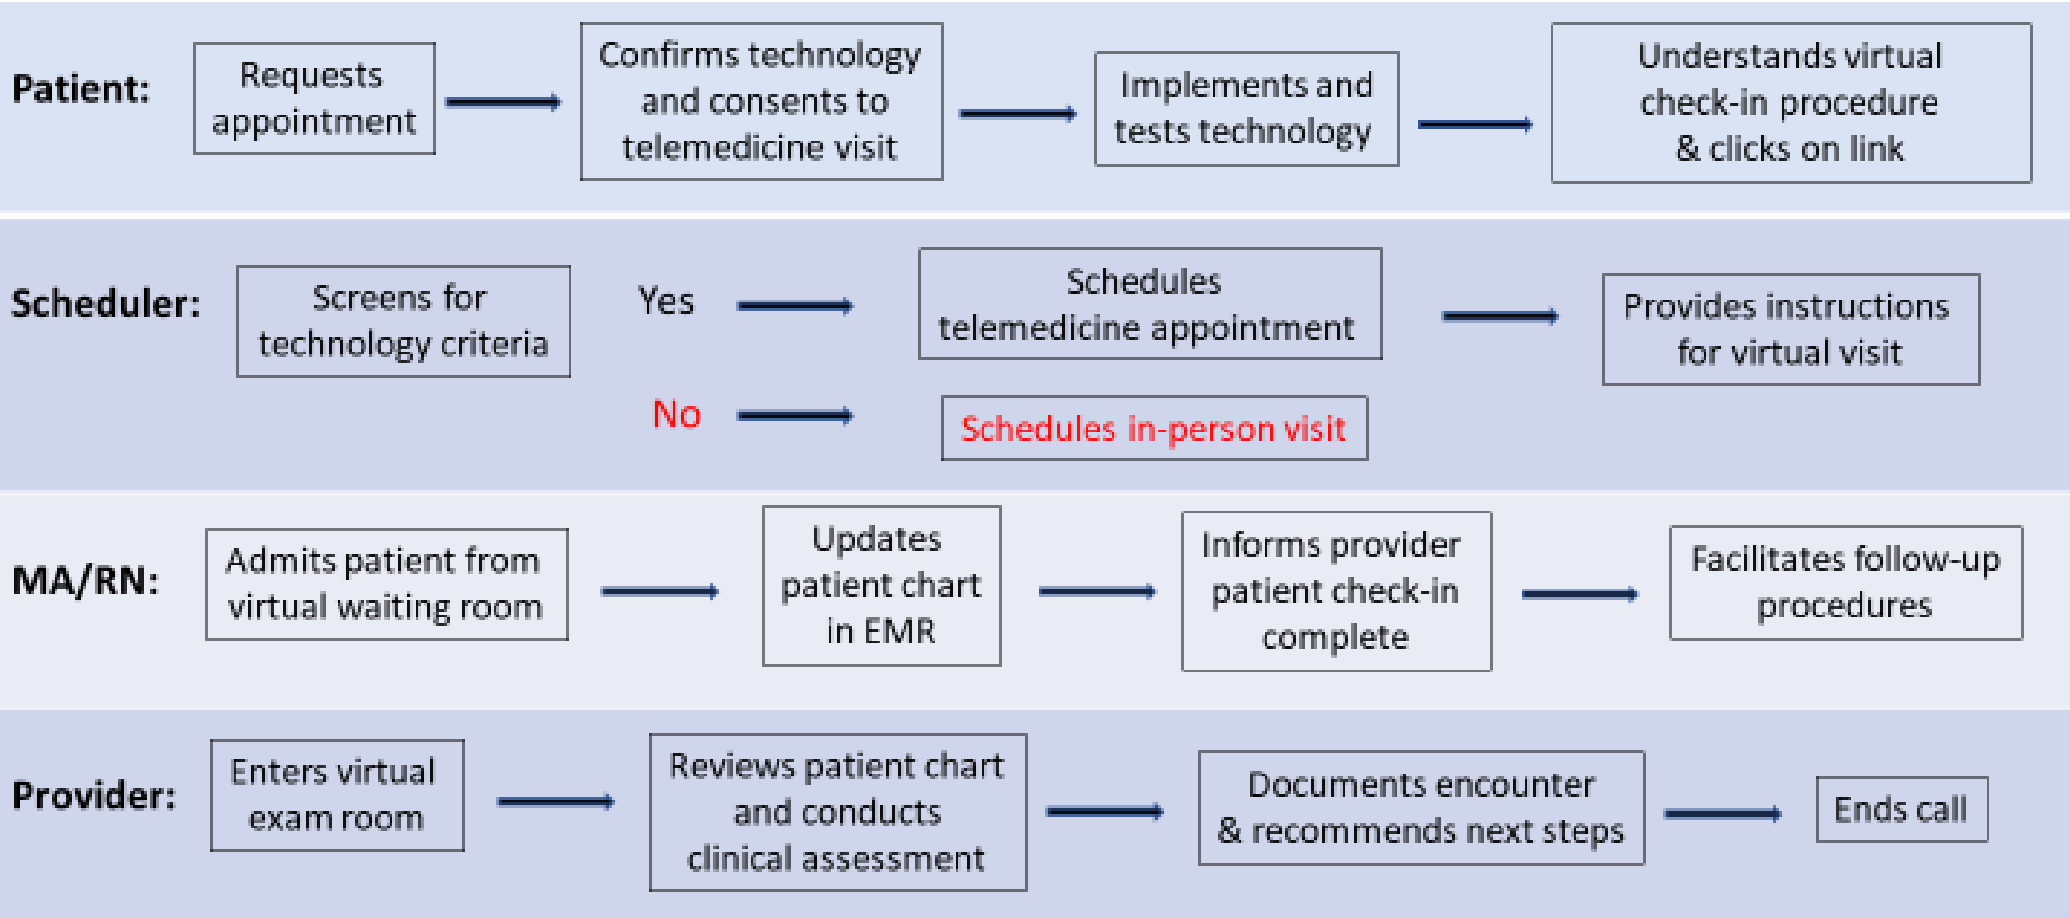 Patient:
Requests
appointment
Confirms technology
and consents to
telemedicine visit
Implements and
tests technology
Understands virtual
check-in procedure
& clicks on link
Scheduler:
Screens for
technology criteria
Yes
Schedules
telemedicine appointment
Provides instructions
for virtual visit
No
Schedules in-person visit
MA/RN:
Admits patient from
virtual waiting room
Updates
patient chart
in EMR
Informs provider
patient check-in
complete
Facilitates follow-up
procedures
Provider:
Enters virtual
exam room
Reviews patient chart
and conducts
clinical assessment
Documents encounter
& recommends next steps
Ends call